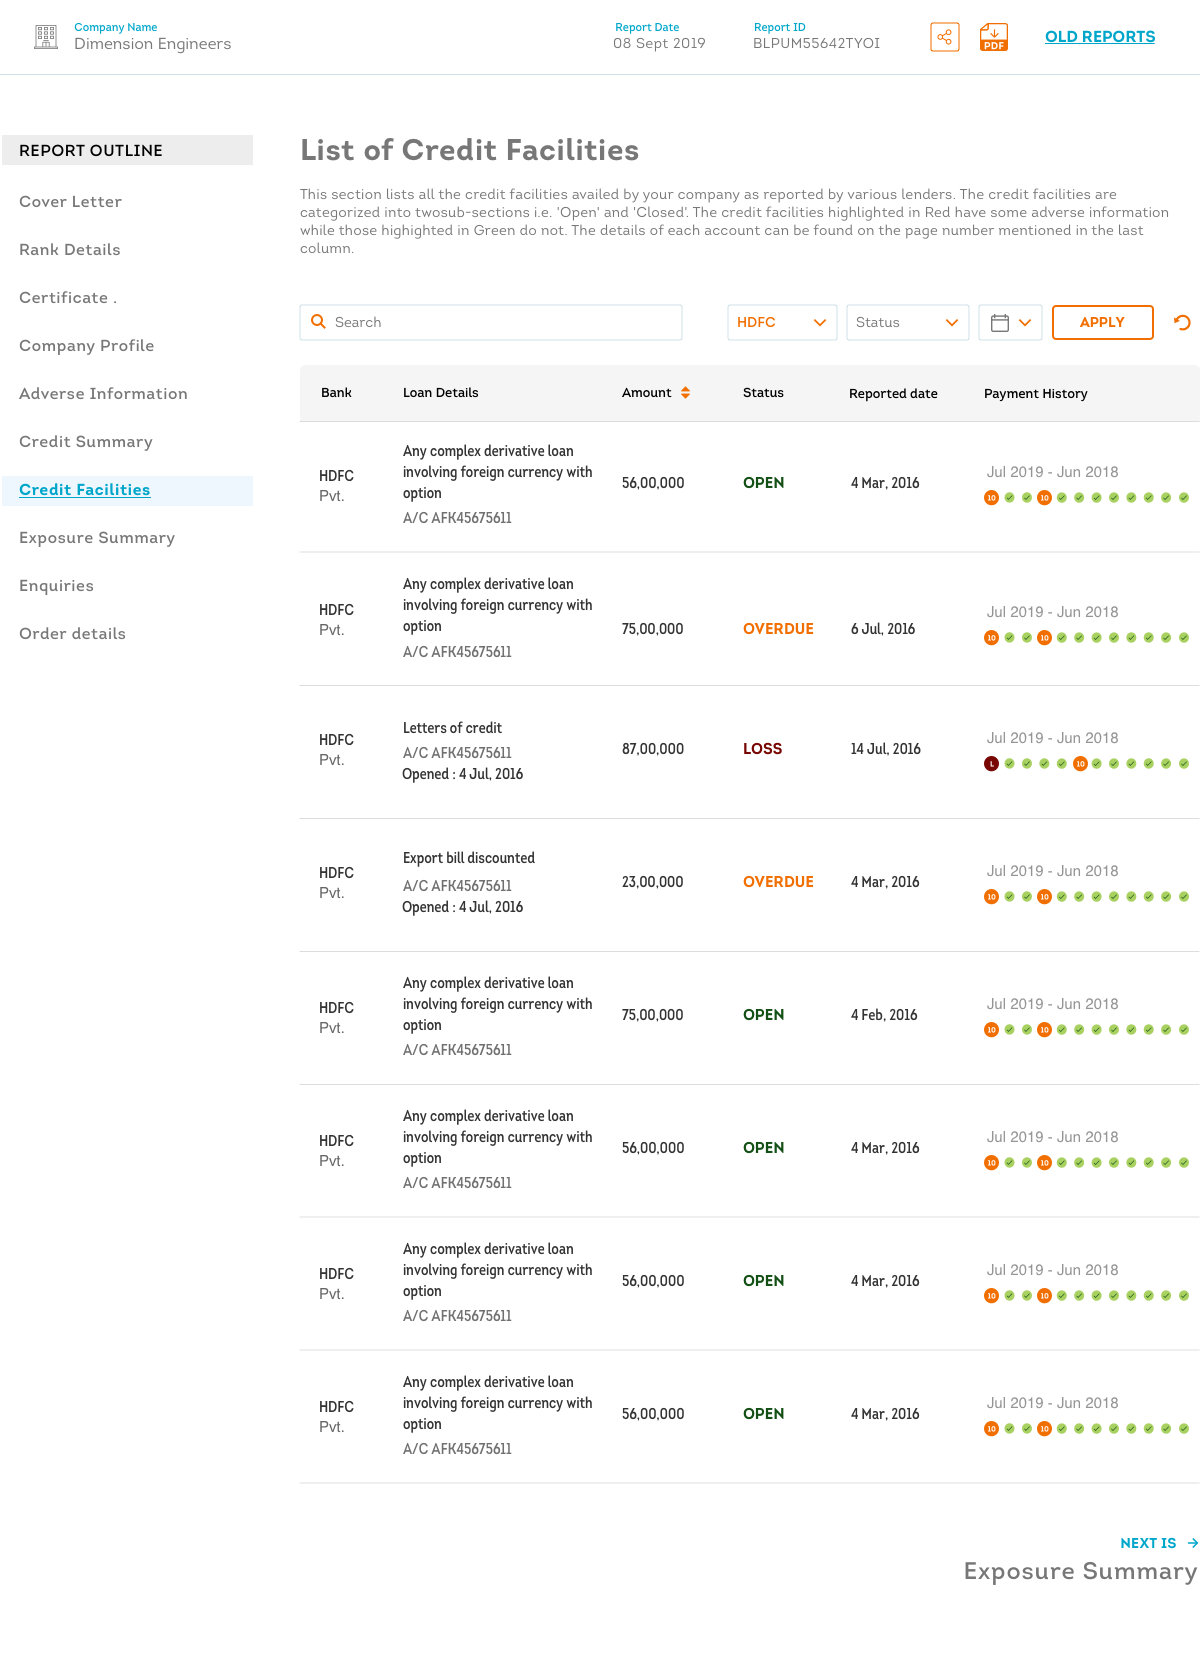 Company Name
Dimension Engineers
Report Date
08 Sept 2019
Report ID
BLPUM55642TYOI
PDF
OLD REPORTS
REPORT OUTLINE
Cover Letter
Rank Details
Certificate .
Company Profile
Adverse Information
Credit Summary
Credit Facilities
Exposure Summary
Enquiries
Order details
List of Credit Facilities
This section lists all the credit facilities availed by your company as reported by various lenders. The credit facilities are
categorized into twosub-sections i.e. 'Open' and 'Closed'. The credit facilities highlighted in Red have some adverse information
while those highighted in Green do not. The details of each account can be found on the page number mentioned in the last
column.
Search
HDFC
Status
APPLY
Bank Loan Details Amount Status Reported date Payment History
HDFC
Pvt.
Any complex derivative loan
involving foreign currency with
option
A/C AFK45675611
56,00,000
OPEN
4 Mar, 2016
Jul 2019 - Jun 2018
10 10
HDFC
Pvt.
Any complex derivative loan
involving foreign currency with
option
A/C AFK45675611
75,00,000
OVERDUE
6 Jul, 2016
Jul 2019 - Jun 2018
10 10
HDFC
Pvt.
Letters of credit
A/C AFK45675611
Opened : 4 Jul, 2016
87,00,000
LOSS
14 Jul, 2016
Jul 2019 - Jun 2018
L 10
HDFC
Pvt.
Export bill discounted
A/C AFK45675611
Opened : 4 Jul, 2016
23,00,000
OVERDUE
4 Mar, 2016
Jul 2019 - Jun 2018
10 10
HDFC
Pvt.
Any complex derivative loan
involving foreign currency with
option
A/C AFK45675611
75,00,000
OPEN
4 Feb, 2016
Jul 2019 - Jun 2018
10 10
HDFC
Pvt.
Any complex derivative loan
involving foreign currency with
option
A/C AFK45675611
56,00,000
OPEN
4 Mar, 2016
Jul 2019 - Jun 2018
10 10
HDFC
Pvt.
Any complex derivative loan
involving foreign currency with
option
A/C AFK45675611
56,00,000
OPEN
4 Mar, 2016
Jul 2019 - Jun 2018
10 10
HDFC
Pvt.
Any complex derivative loan
involving foreign currency with
option
A/C AFK45675611
56,00,000
OPEN
4 Mar, 2016
Jul 2019 - Jun 2018
10 10
NEXT IS
Exposure Summary